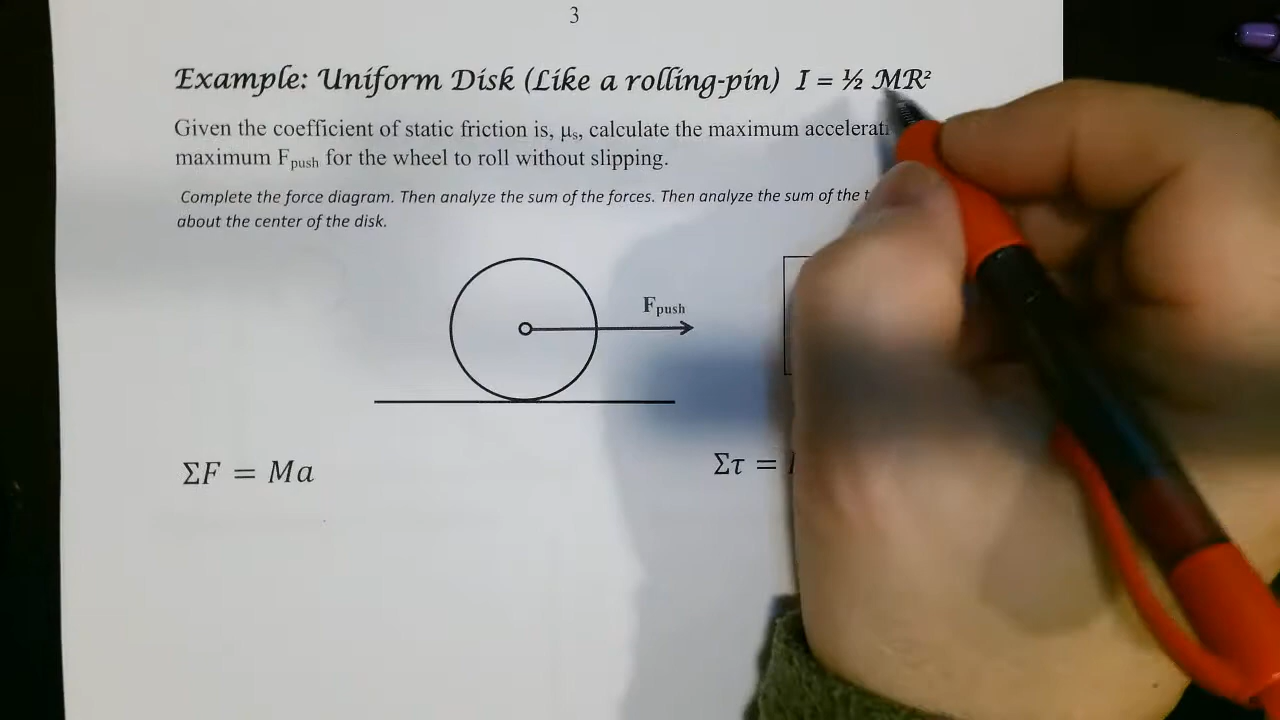 3
Example: Uniform Disk (Like a rolling-pin) I = ½ MR²
Given the coefficient of static friction is, μₛ, calculate the maximum
maximum Fpush for the wheel to roll without slipping.
Complete the force diagram. Then analyze the sum of the forces. Then analyze the sum of the
about the center of the disk.
Fpush
ΣF = Ma
Στ =